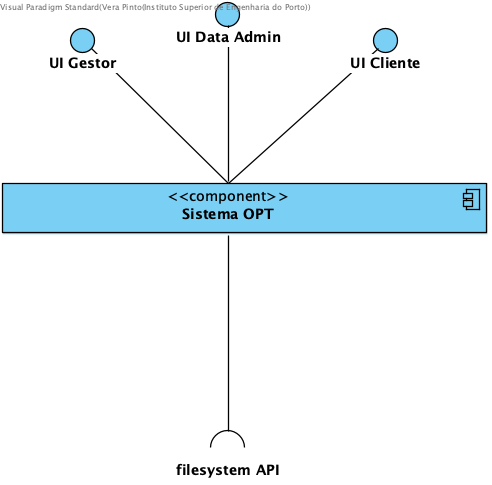 Visual Paradigm Standard(Vera Pinto(Instituto Superior de Engenharia do Porto))
UI Data Admin
UI Gestor
UI Cliente
<<component>>
Sistema OPT
filesystem API